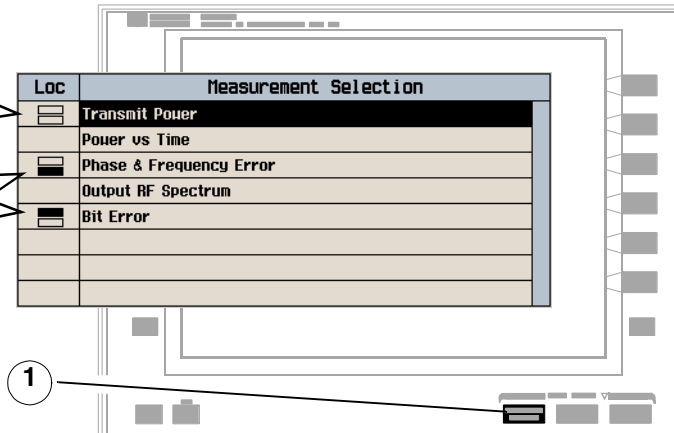 Loc Measurement Selection
Transmit Power
Power vs Time
Phase & Frequency Error
Output RF Spectrum
Bit Error
1